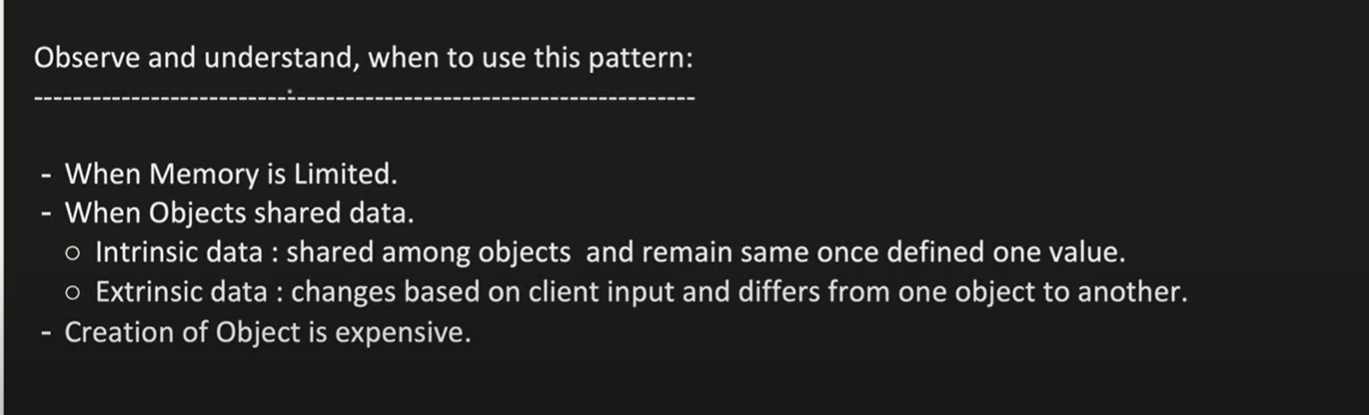 Observe and understand, when to use this pattern:
--------------------------------------------------------------------
- When Memory is Limited.
- When Objects shared data.
○ Intrinsic data : shared among objects  and remain same once defined one value.
○ Extrinsic data : changes based on client input and differs from one object to another.
- Creation of Object is expensive.